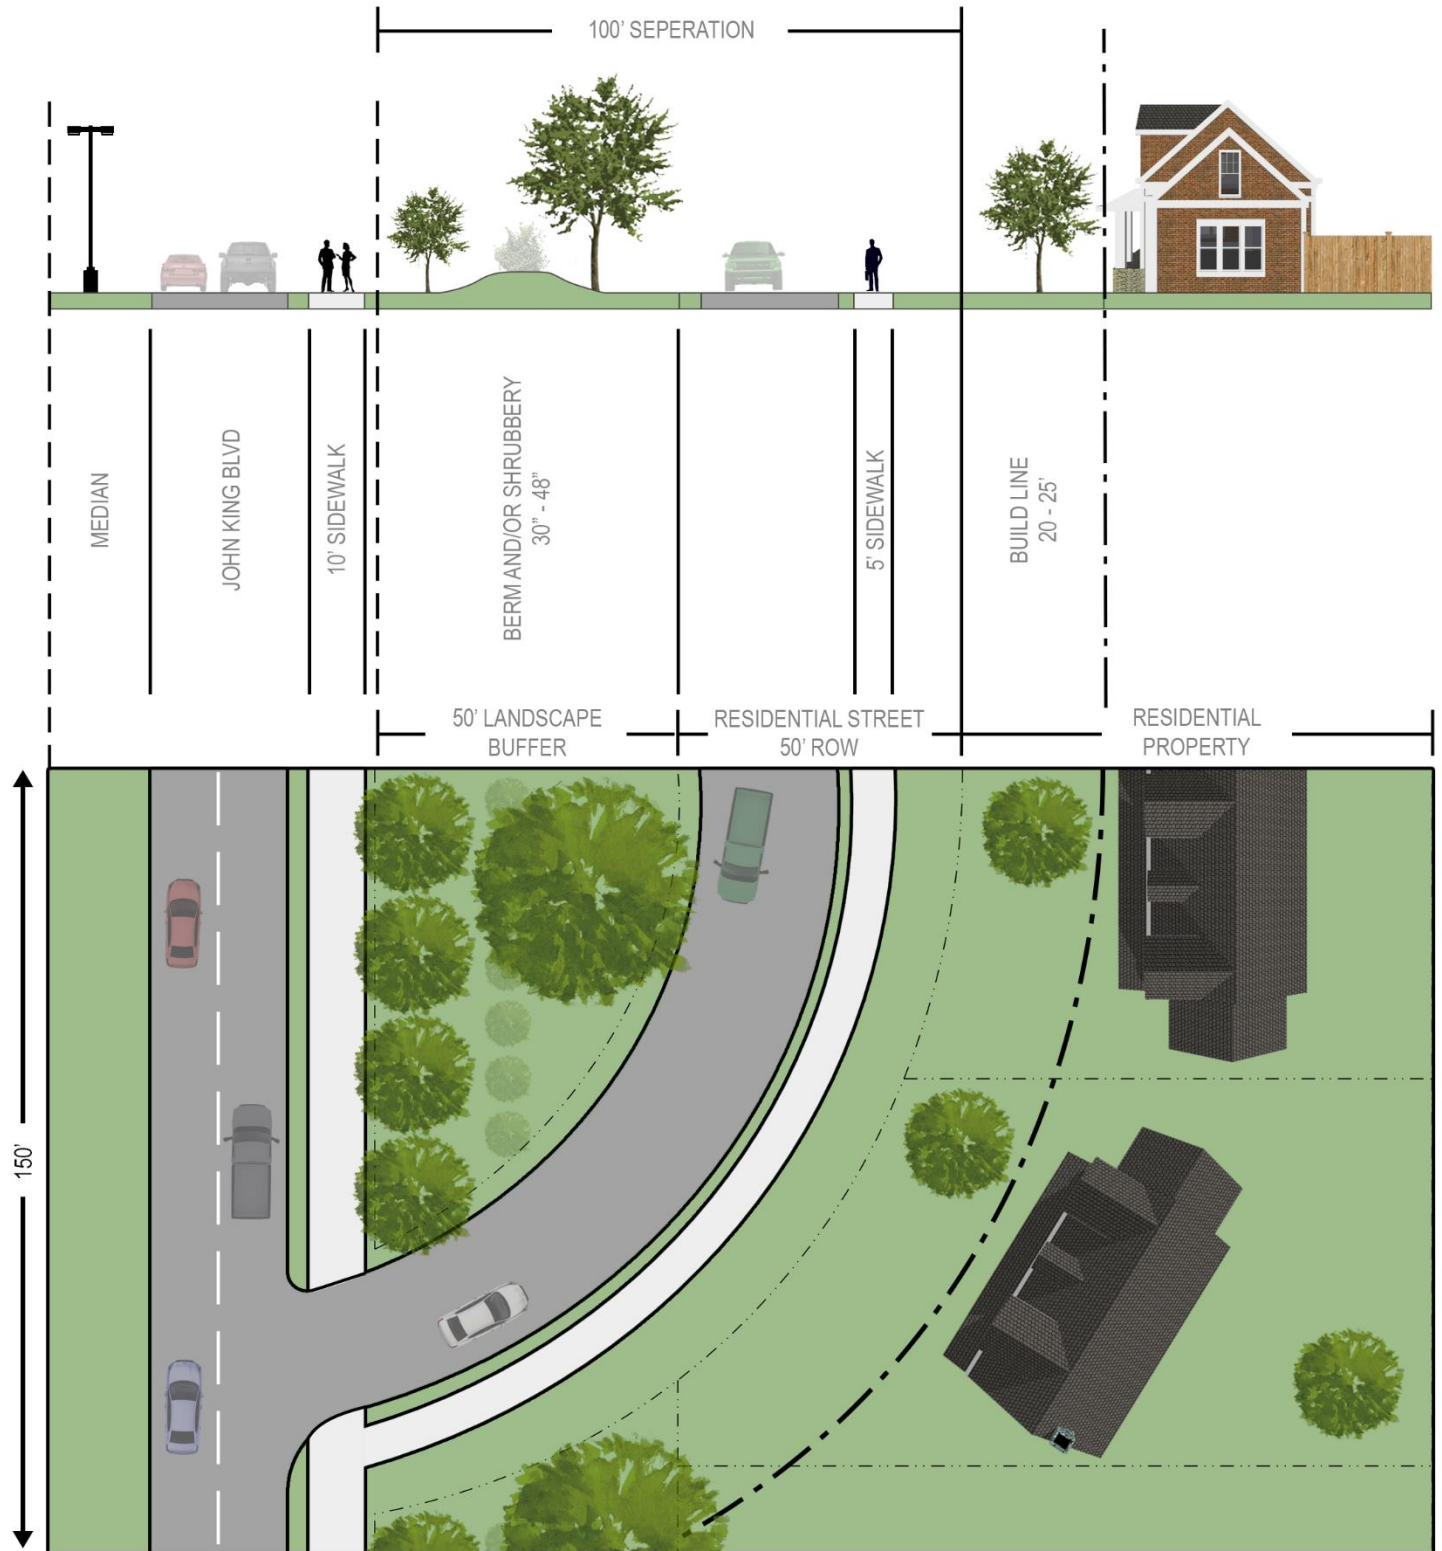 100' SEPERATION
MEDIAN
JOHN KING BLVD
10' SIDEWALK
BERM AND/OR SHRUBBERY
30" - 48"
5' SIDEWALK
BUILD LINE
20 - 25'
50' LANDSCAPE
BUFFER
RESIDENTIAL STREET
50' ROW
RESIDENTIAL
PROPERTY
150'